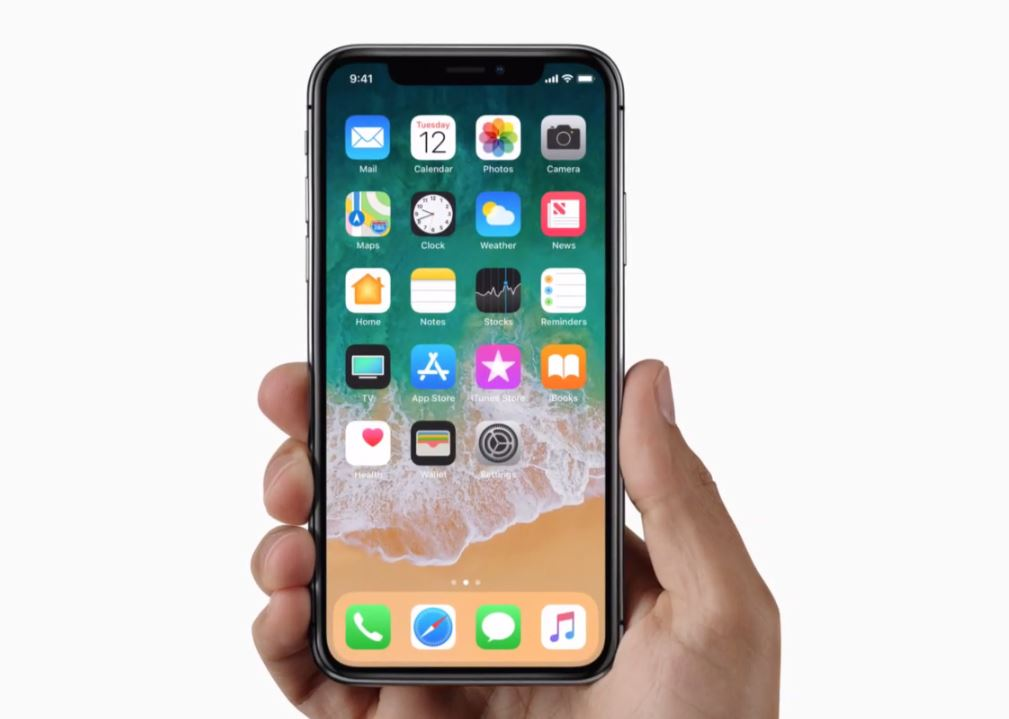 9:41
Tuesday
12
Mail
Calendar
Photos
Camera
Maps
Clock
Weather
News
Home
Notes
Stocks
Reminders
TV
App Store
iTunes Store
iBooks
Health
Wallet
Settings